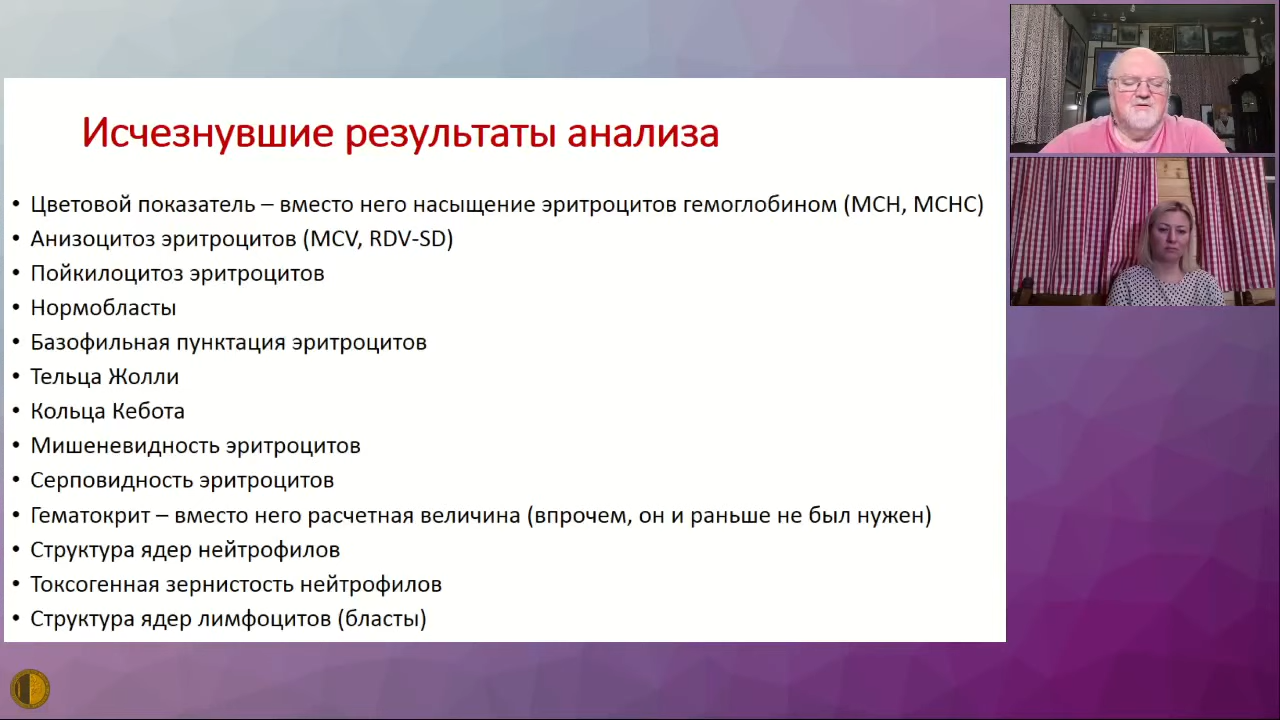 Исчезнувшие результаты анализа
• Цветовой показатель – вместо него насыщение эритроцитов гемоглобином (MCH, MCHC)
• Анизоцитоз эритроцитов (MCV, RDV-SD)
• Пойкилоцитоз эритроцитов
• Нормобласты
• Базофильная пунктация эритроцитов
• Тельца Жолли
• Кольца Кебота
• Мишеневидность эритроцитов
• Серповидность эритроцитов
• Гематокрит – вместо него расчетная величина (впрочем, он и раньше не был нужен)
• Структура ядер нейтрофилов
• Токсогенная зернистость нейтрофилов
• Структура ядер лимфоцитов (бласты)